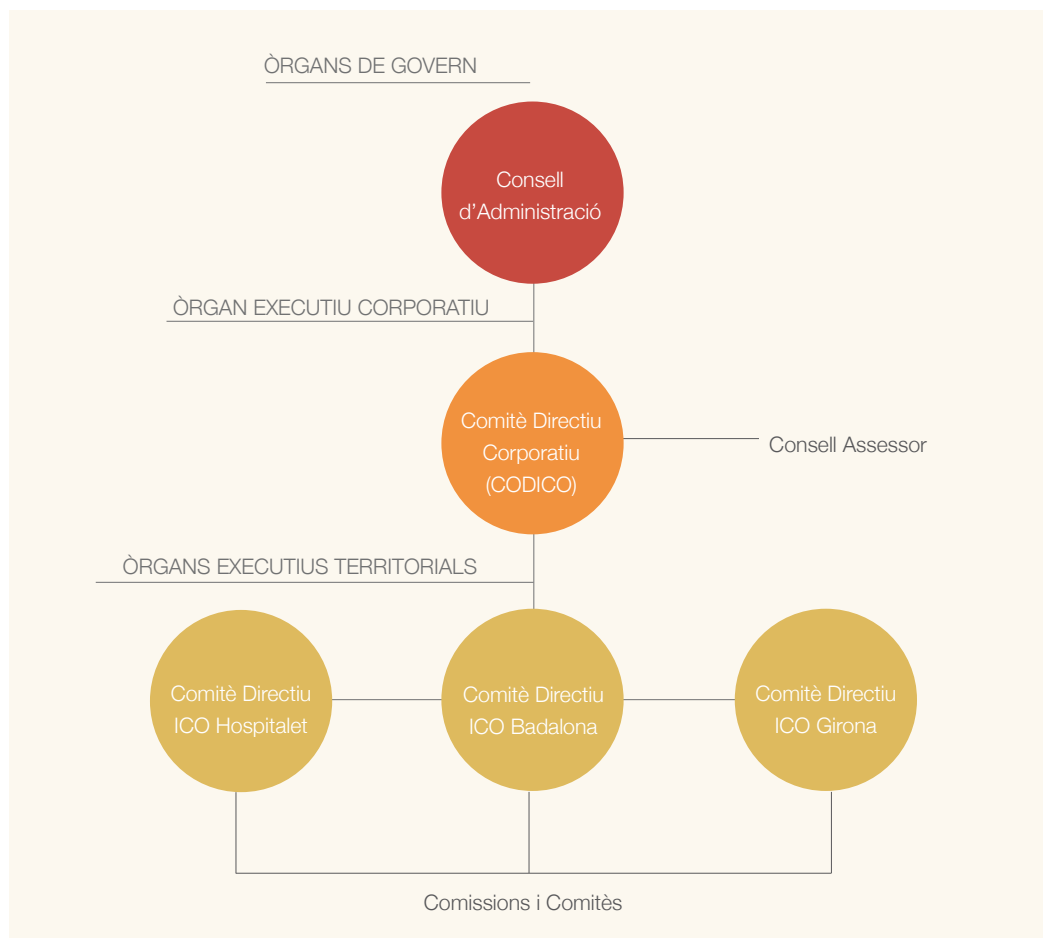 ÒRGANS DE GOVERN
Consell
d’Administració
ÒRGAN EXECUTIU CORPORATIU
Comitè Directiu
Corporatiu
(CODICO)
Consell Assessor
ÒRGANS EXECUTIUS TERRITORIALS
Comitè Directiu
ICO Hospitalet
Comitè Directiu
ICO Badalona
Comitè Directiu
ICO Girona
Comissions i Comitès